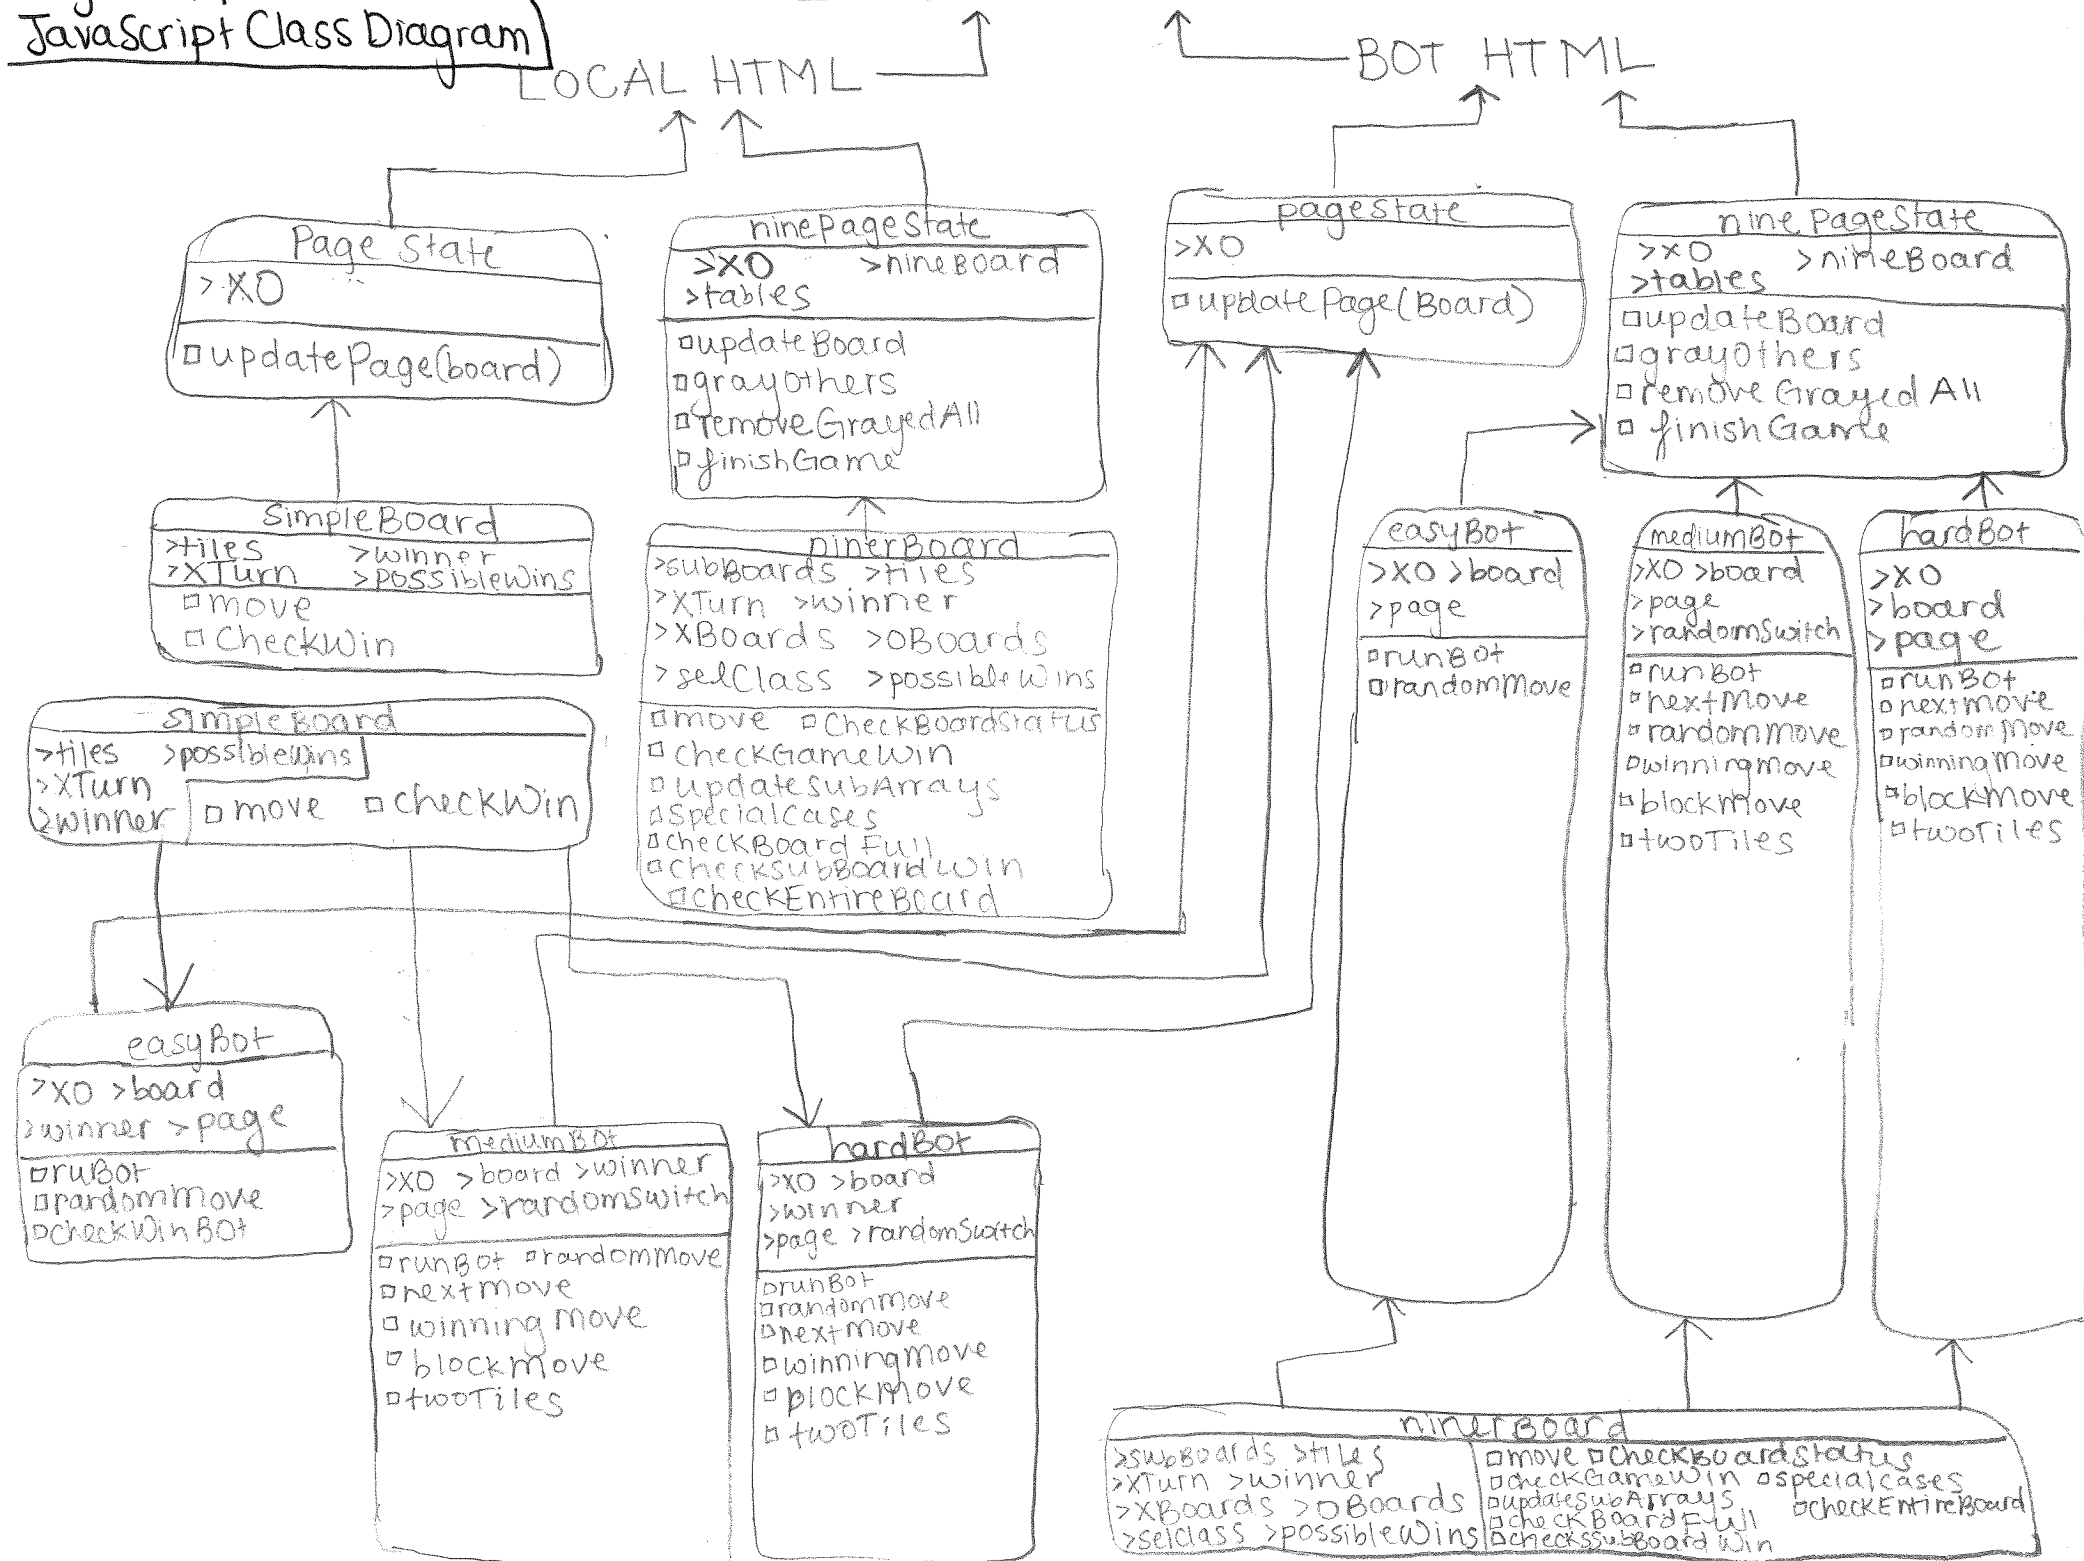 JavaScript Class Diagram
LOCAL HTML
BOT HTML
Page State
>XO
□ updatePage(board)
ninePageState
>XO >nineBoard
>tables
□ updateBoard
□ grayOthers
□ removeGrayedAll
□ finishGame
pageState
>XO
□ updatePage(Board)
ninePageState
>XO >nineBoard
>tables
□ updateBoard
□ grayOthers
□ removeGrayedAll
□ finishGame
SimpleBoard
>tiles >winner
>XTurn >possibleWins
□ move
□ CheckWin
ninerBoard
>subBoards >tiles
>XTurn >winner
>XBoards >OBoards
>selClass >possibleWins
□ move □ CheckBoardStatus
□ checkGameWin
□ updateSubArrays
□ SpecialCases
□ checkBoardFull
□ checkSubBoardWin
□ checkEntireBoard
easyBot
>XO >board
>page
□ runBot
□ randomMove
mediumBot
>XO >board
>page
>randomSwitch
□ runBot
□ nextMove
□ randomMove
□ winningMove
□ blockMove
□ twoTiles
hardBot
>XO
>board
>page
□ runBot
□ nextMove
□ randomMove
□ winningMove
□ blockMove
□ twoTiles
SimpleBoard
>tiles >possibleWins
>XTurn
>winner □ move □ checkWin
easyBot
>XO >board
>winner >page
□ ruBot
□ randomMove
□ checkWinBot
mediumBot
>XO >board >winner
>page >randomSwitch
□ runBot □ randomMove
□ nextMove
□ winningMove
□ blockMove
□ twoTiles
hardBot
>XO >board
>winner
>page >randomSwitch
□ runBot
□ randomMove
□ nextMove
□ winningMove
□ blockMove
□ twoTiles
ninerBoard
>subBoards >tiles
>XTurn >winner
>XBoards >OBoards
>selclass >possibleWins
□ move □ checkBoardStatus
□ checkGameWin □ specialcases
□ updateSubArrays
□ checkEntireBoard
□ checkBoardFull
□ checkssubBoardWin